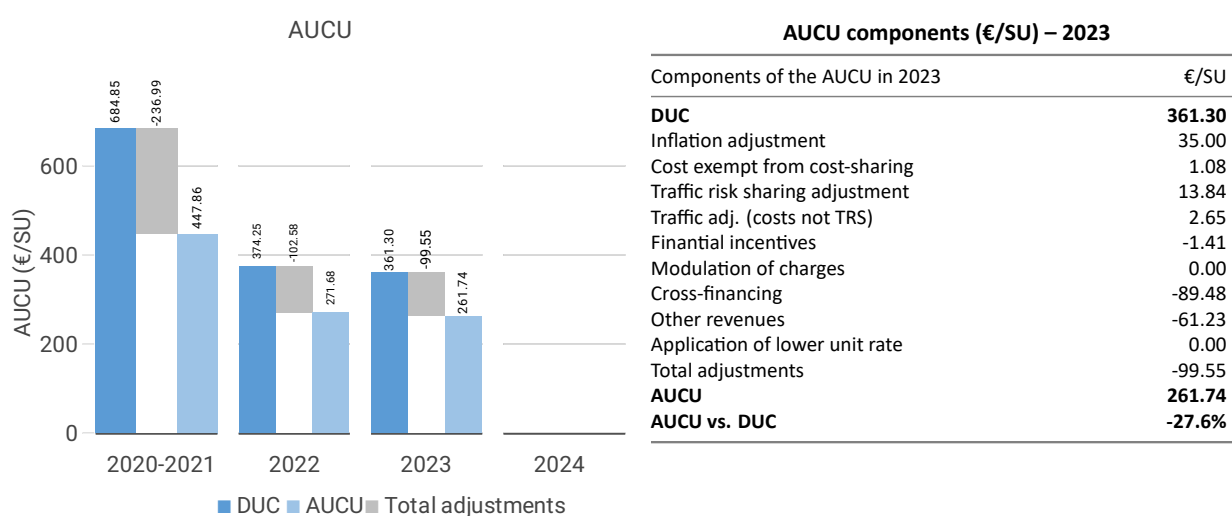 AUCU
AUCU (€/SU)
600
400
200
0
684.85
-236.99
447.86
374.25
-102.58
271.68
361.30
-99.55
261.74
2020-2021
2022
2023
2024
DUC
AUCU
Total adjustments
AUCU components (€/SU) – 2023
Components of the AUCU in 2023 €/SU
DUC 361.30
Inflation adjustment 35.00
Cost exempt from cost-sharing 1.08
Traffic risk sharing adjustment 13.84
Traffic adj. (costs not TRS) 2.65
Finantial incentives -1.41
Modulation of charges 0.00
Cross-financing -89.48
Other revenues -61.23
Application of lower unit rate 0.00
Total adjustments -99.55
AUCU 261.74
AUCU vs. DUC -27.6%